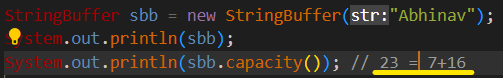 StringBuffer sbb = new StringBuffer(str:"Abhinav");
System.out.println(sbb);
System.out.println(sbb.capacity()); // 23 = 7+16